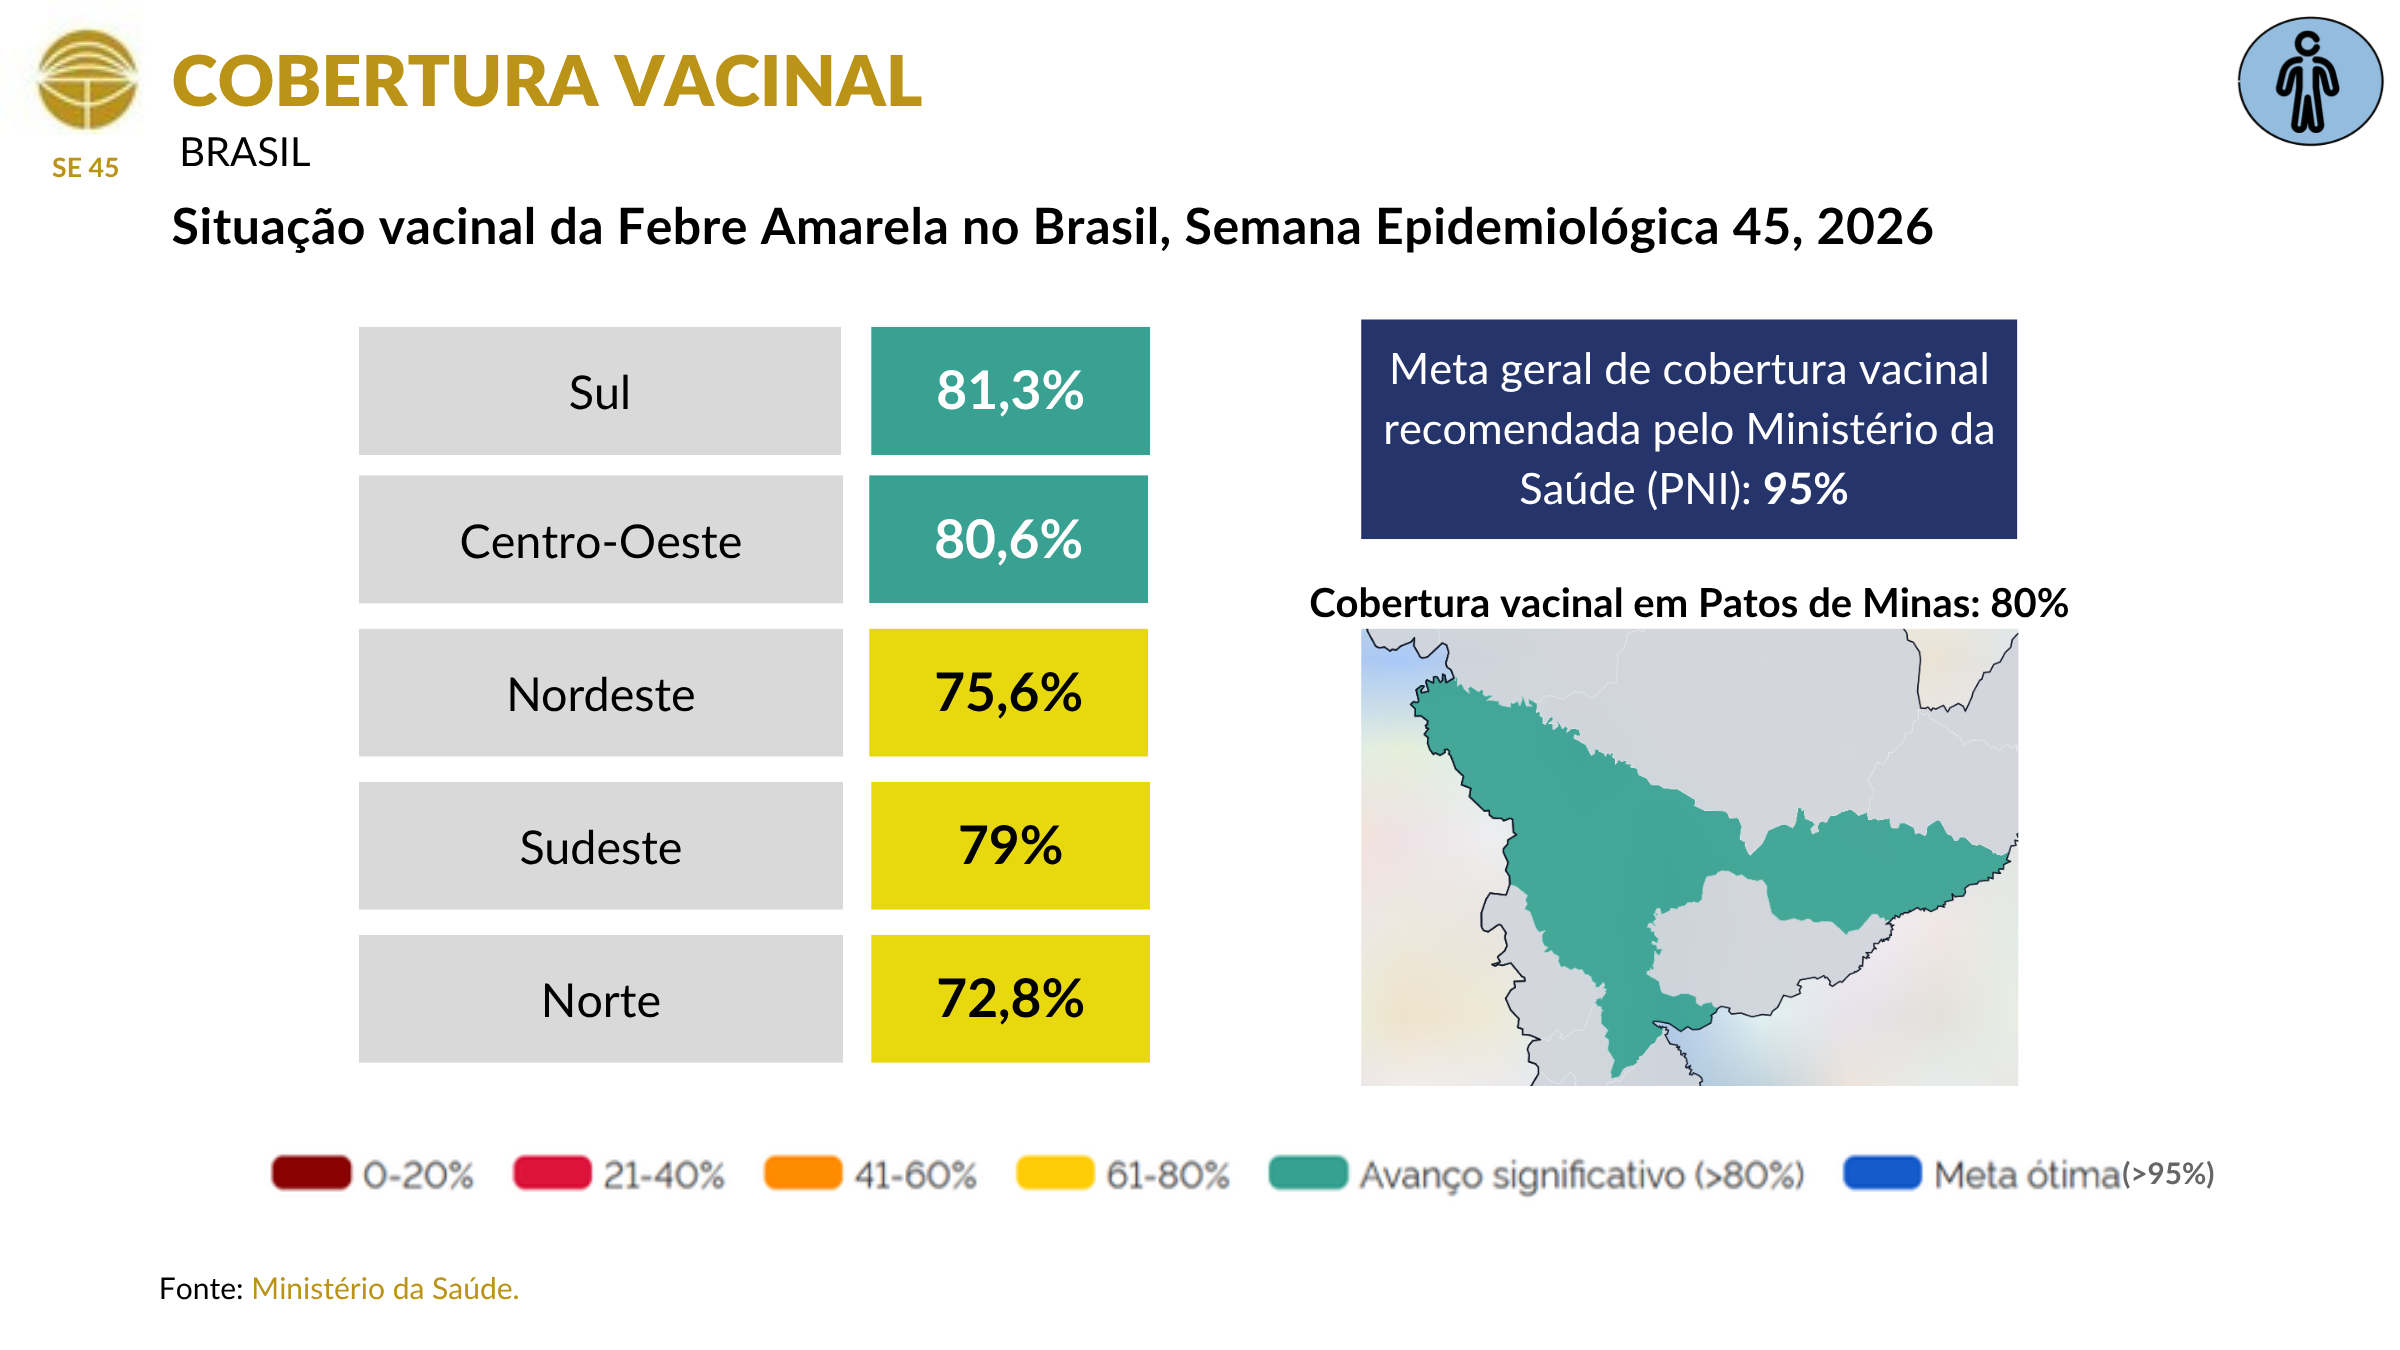 COBERTURA VACINAL
BRASIL
SE 45
Situação vacinal da Febre Amarela no Brasil, Semana Epidemiológica 45, 2026
Sul
81,3%
Centro-Oeste
80,6%
Nordeste
75,6%
Sudeste
79%
Norte
72,8%
Meta geral de cobertura vacinal
recomendada pelo Ministério da
Saúde (PNI): 95%
Cobertura vacinal em Patos de Minas: 80%
0-20% 21-40% 41-60% 61-80% Avanço significativo (>80%) Meta ótima(>95%)
Fonte: Ministério da Saúde.